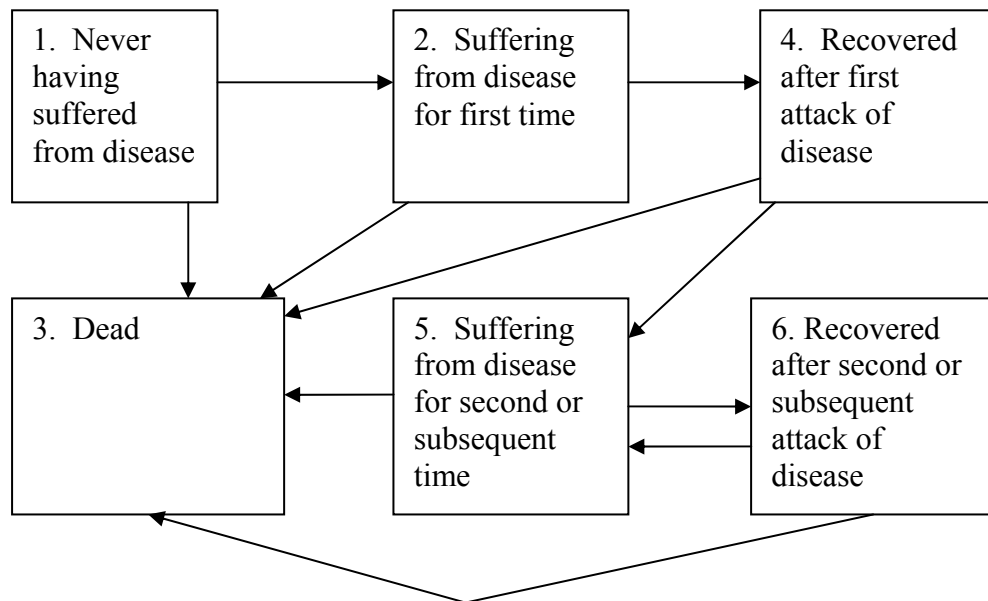 1. Never
having
suffered
from disease
2. Suffering
from disease
for first time
4. Recovered
after first
attack of
disease
3. Dead
5. Suffering
from disease
for second or
subsequent
time
6. Recovered
after second or
subsequent
attack of
disease